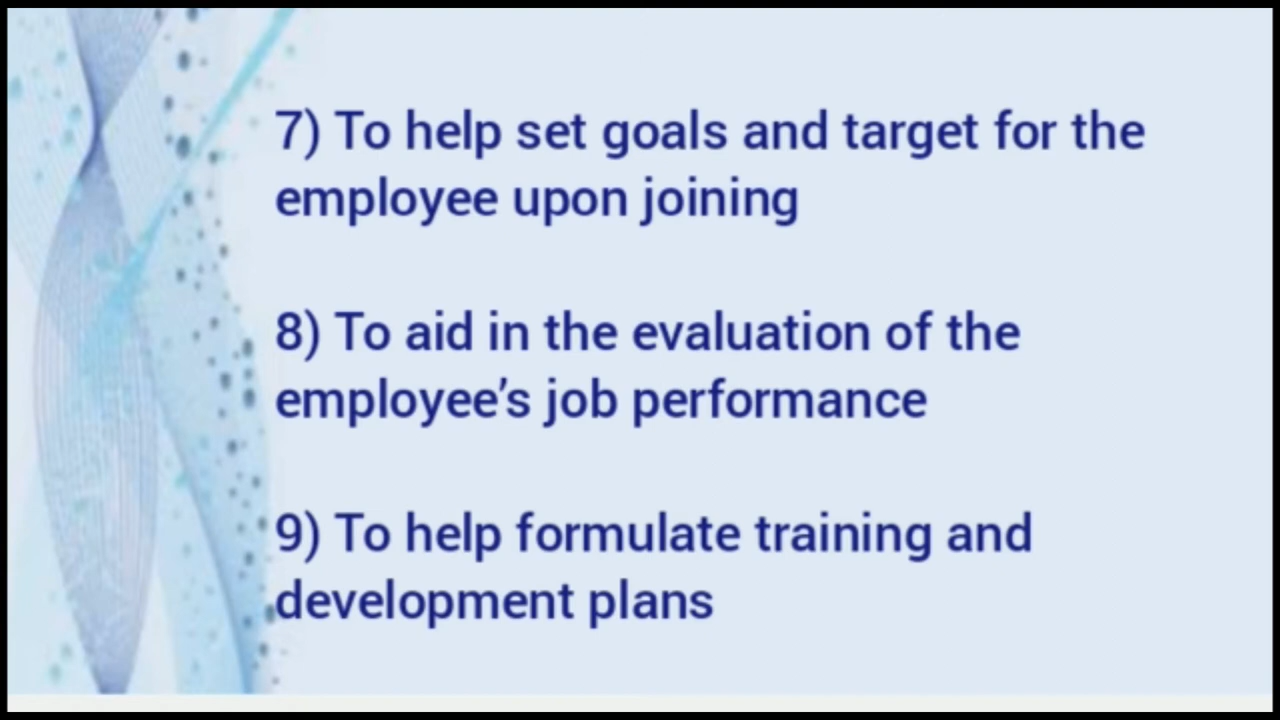 7) To help set goals and target for the
employee upon joining
8) To aid in the evaluation of the
employee’s job performance
9) To help formulate training and
development plans